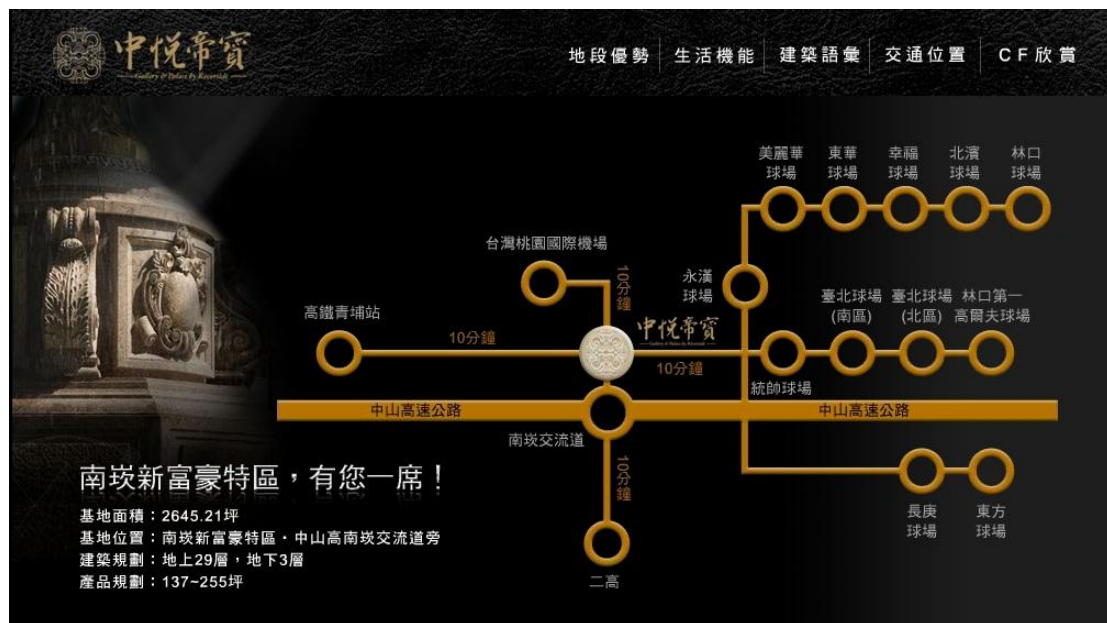 中悦帝寶
Gallery & Palace by Riverside
地段優勢
生活機能
建築語彙
交通位置
CF欣賞
美麗華
球場
東華
球場
幸福
球場
北濱
球場
林口
球場
台灣桃園國際機場
10分鐘
永漢
球場
高鐵青埔站
10分鐘
中悦帝寶
10分鐘
臺北球場
(南區)
臺北球場
(北區)
林口第一
高爾夫球場
統帥球場
中山高速公路
中山高速公路
南崁交流道
10分鐘
二高
長庚
球場
東方
球場
南崁新富豪特區，有您一席！
基地面積：2645.21坪
基地位置：南崁新富豪特區・中山高南崁交流道旁
建築規劃：地上29層，地下3層
產品規劃：137~255坪